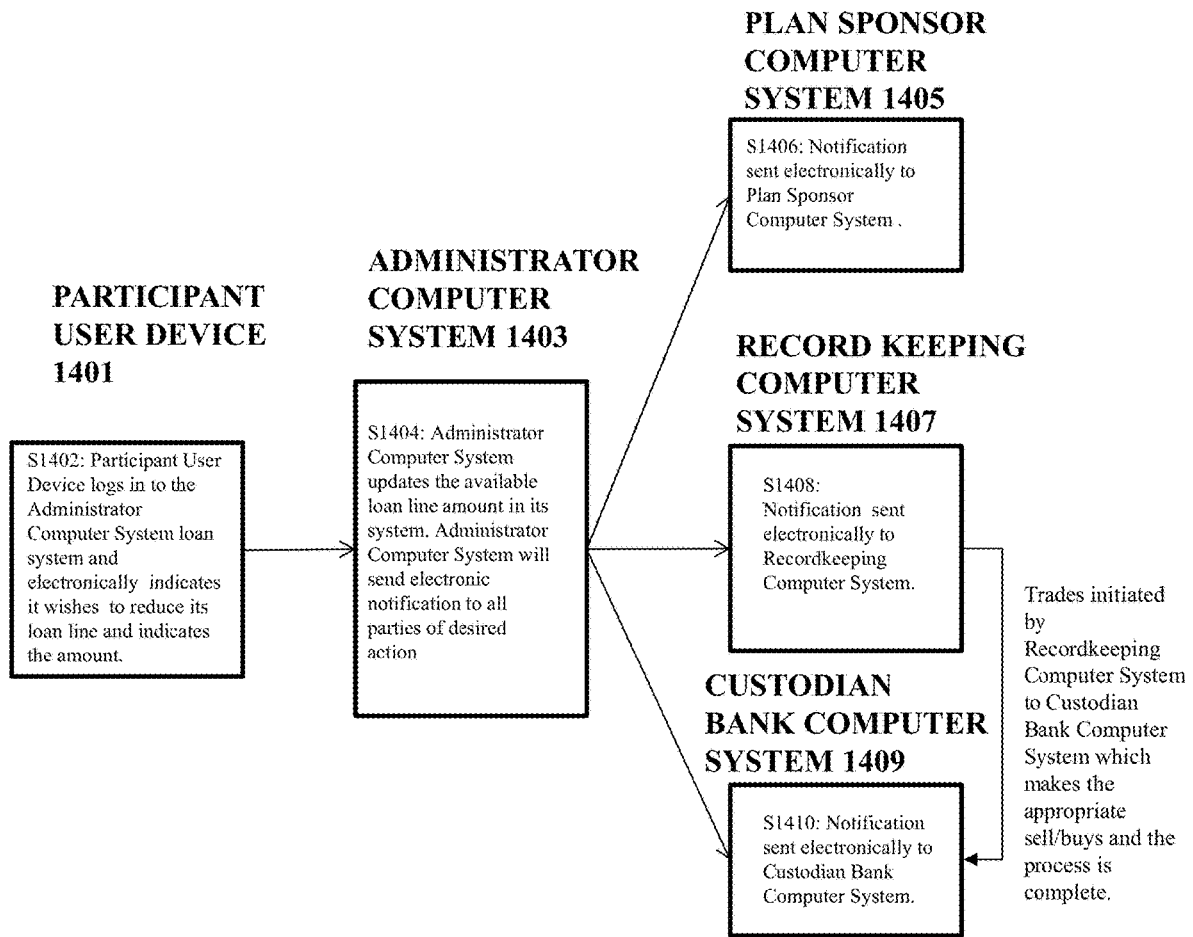 PLAN SPONSOR
COMPUTER
SYSTEM 1405
S1406: Notification
sent electronically to
Plan Sponsor
Computer System .
ADMINISTRATOR
COMPUTER
SYSTEM 1403
PARTICIPANT
USER DEVICE
1401
RECORD KEEPING
COMPUTER
SYSTEM 1407
S1402: Participant User
Device logs in to the
Administrator
Computer System loan
system and
electronically indicates
it wishes to reduce its
loan line and indicates
the amount.
S1404: Administrator
Computer System
updates the available
loan line amount in its
system. Administrator
Computer System will
send electronic
notification to all
parties of desired
action
S1408:
Notification sent
electronically to
Recordkeeping
Computer System.
Trades initiated
by
Recordkeeping
Computer System
to Custodian
Bank Computer
System which
makes the
appropriate
sell/buys and the
process is
complete.
CUSTODIAN
BANK COMPUTER
SYSTEM 1409
S1410: Notification
sent electronically to
Custodian Bank
Computer System.